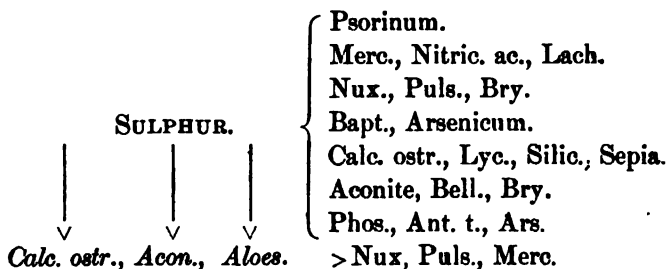 Psorinum.
Merc., Nitric. ac., Lach.
Nux., Puls., Bry.
SULPHUR.
Bapt., Arsenicum.
Calc. ostr., Lyc., Silic., Sepia.
Aconite, Bell., Bry.
Phos., Ant. t., Ars.
Calc. ostr., Acon., Aloes. >Nux, Puls., Merc.